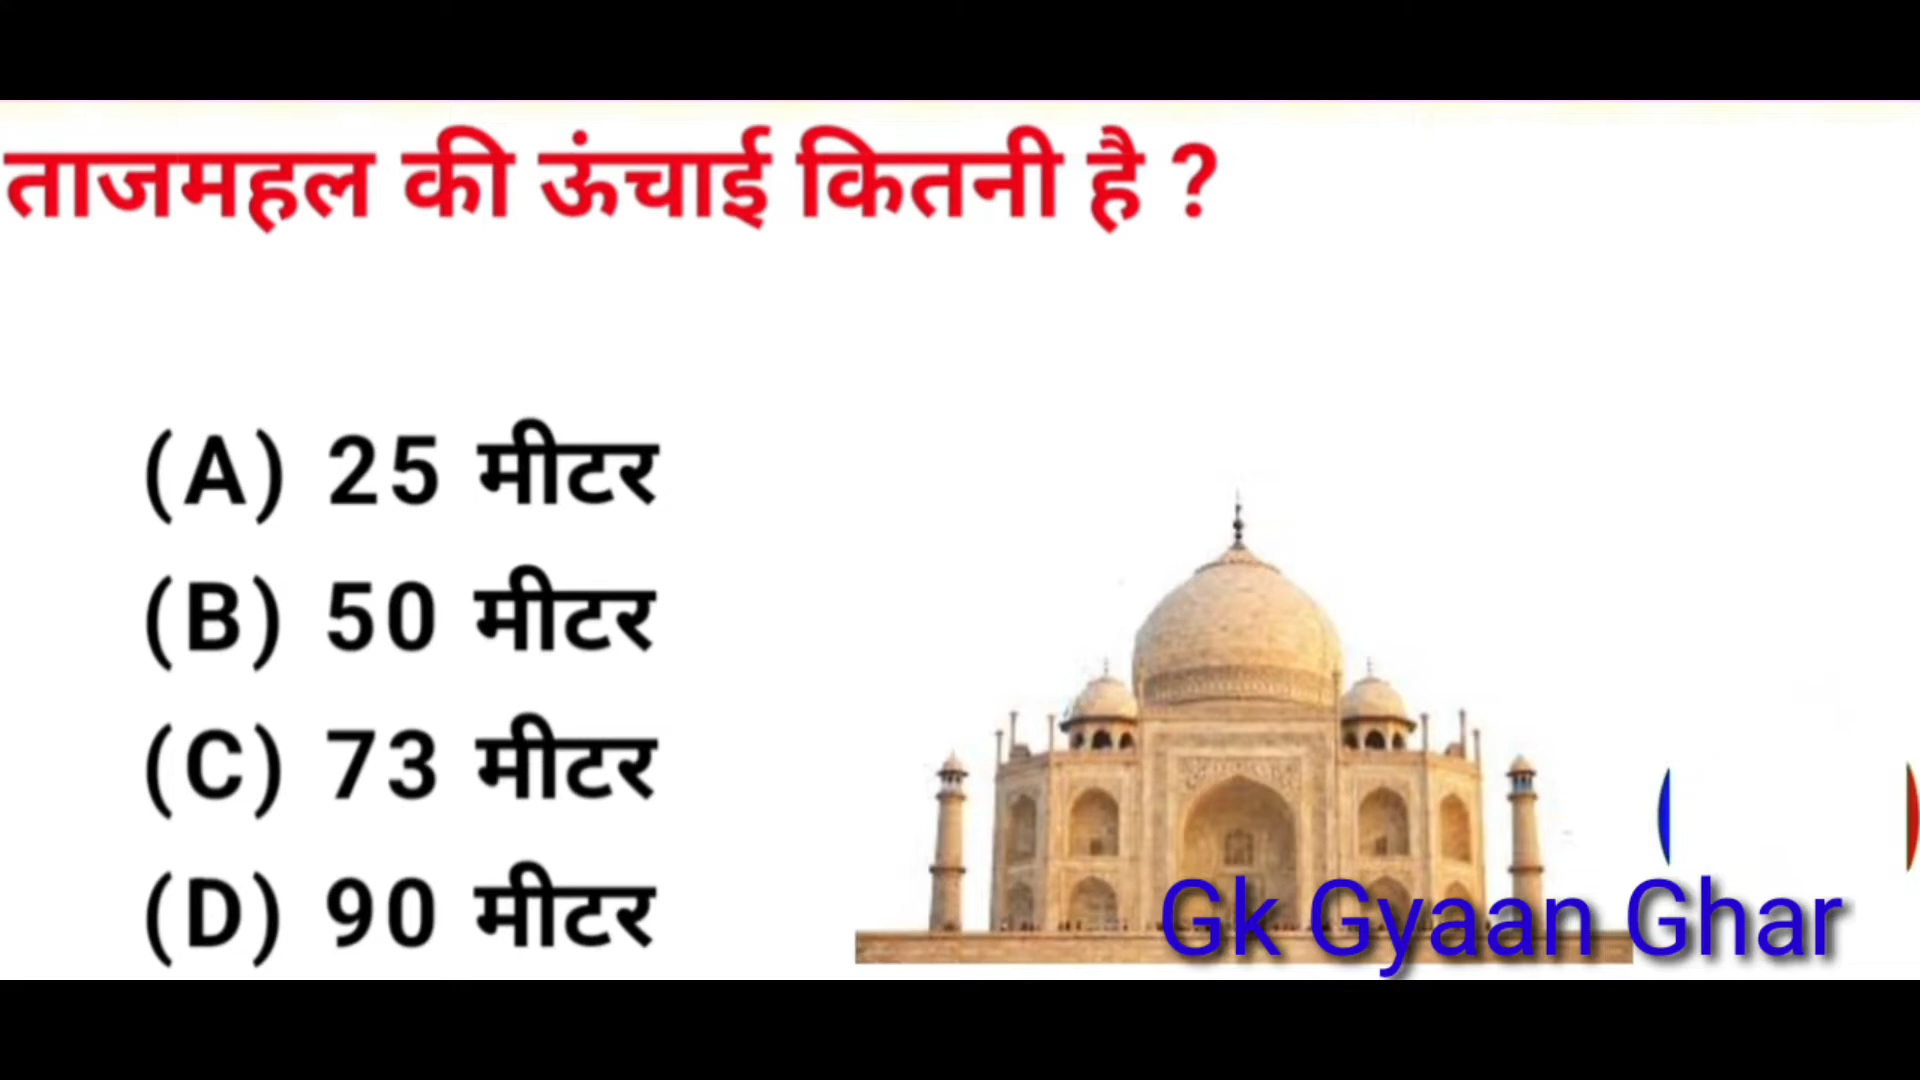 ताजमहल की ऊंचाई कितनी है ?
(A) 25 मीटर
(B) 50 मीटर
(C) 73 मीटर
(D) 90 मीटर
Gk Gyaan Ghar